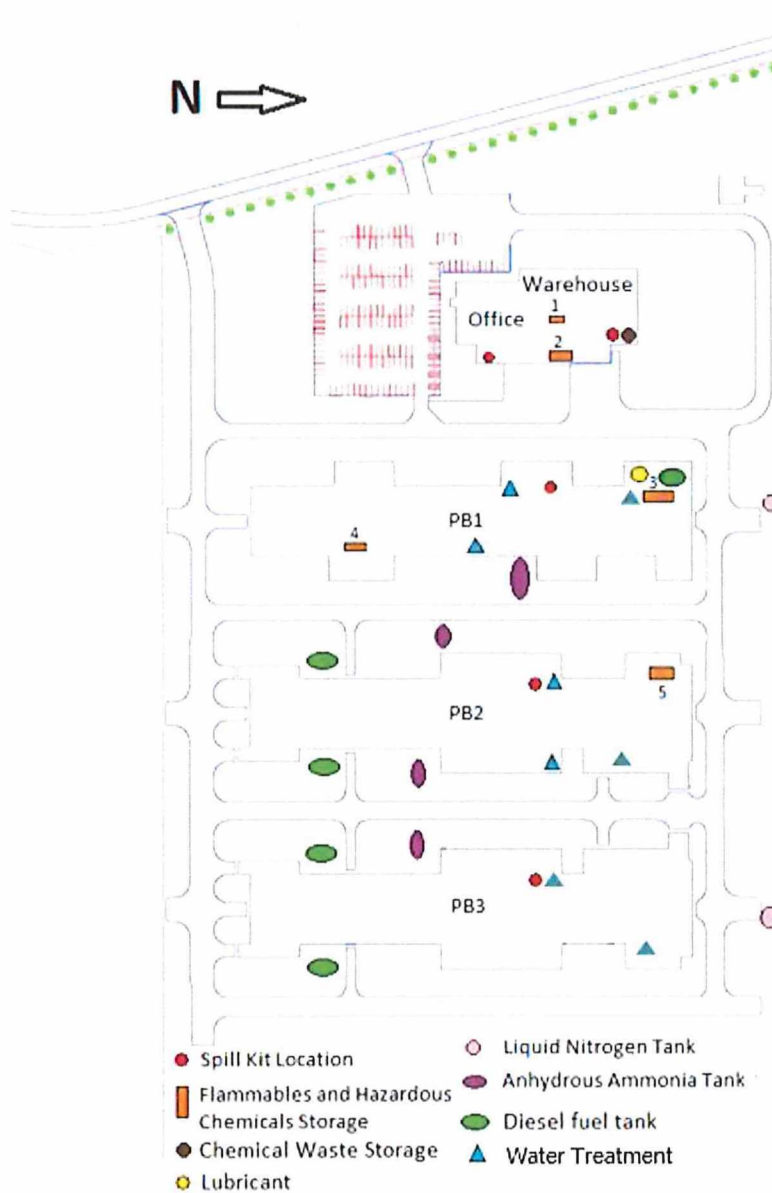 N
Warehouse
1
Office
2
3
PB1
4
PB2
5
PB3
Spill Kit Location
Flammables and Hazardous
Chemicals Storage
Chemical Waste Storage
Lubricant
Liquid Nitrogen Tank
Anhydrous Ammonia Tank
Diesel fuel tank
Water Treatment